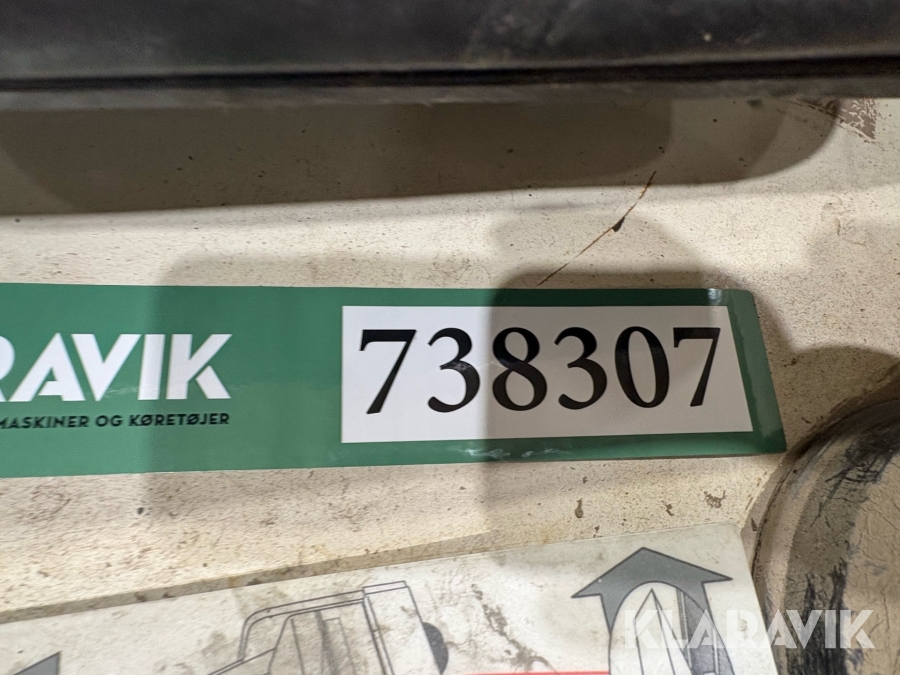 RAVIK
MASKINER OG KØRETØJER
738307
KLARAVIK